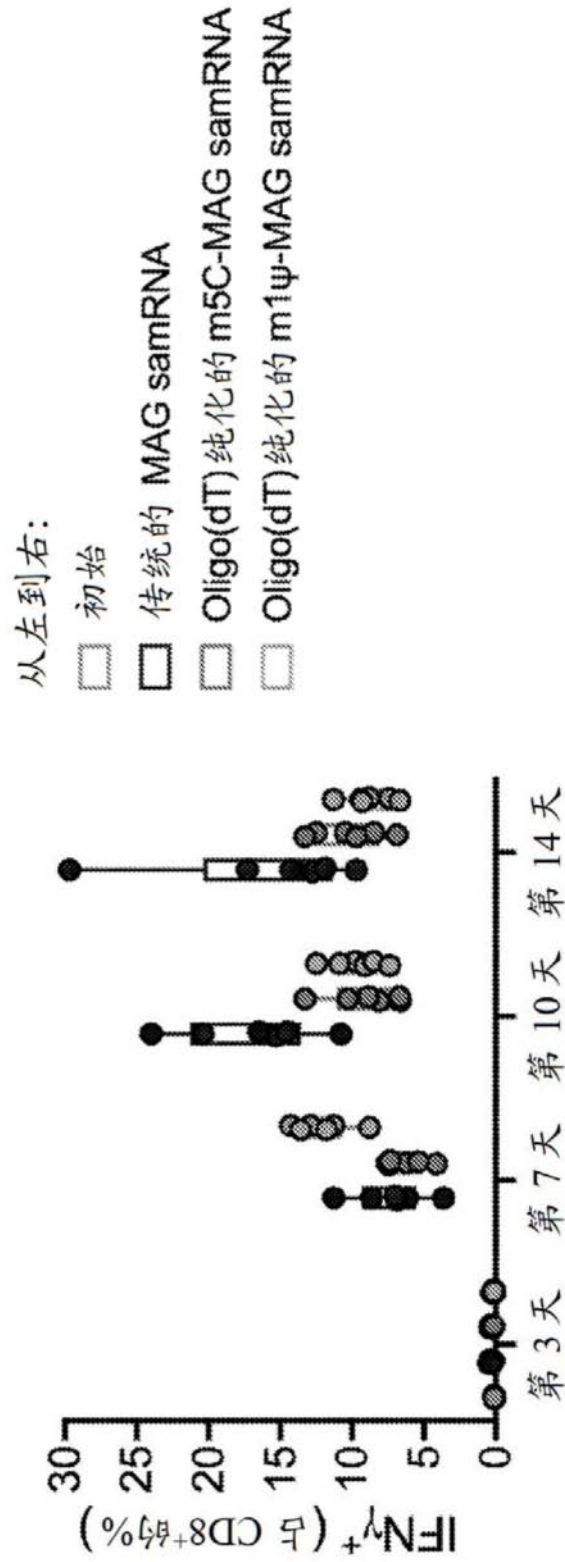 从左到右:
初始
传统的 MAG samRNA
Oligo(dT)纯化的 m5C-MAG samRNA
Oligo(dT)纯化的 m1ψ-MAG samRNA
IFNγ⁺ (占 CD8⁺的%)
30
25
20
15
10
5
0
第 3 天
第 7 天
第 10 天
第 14 天